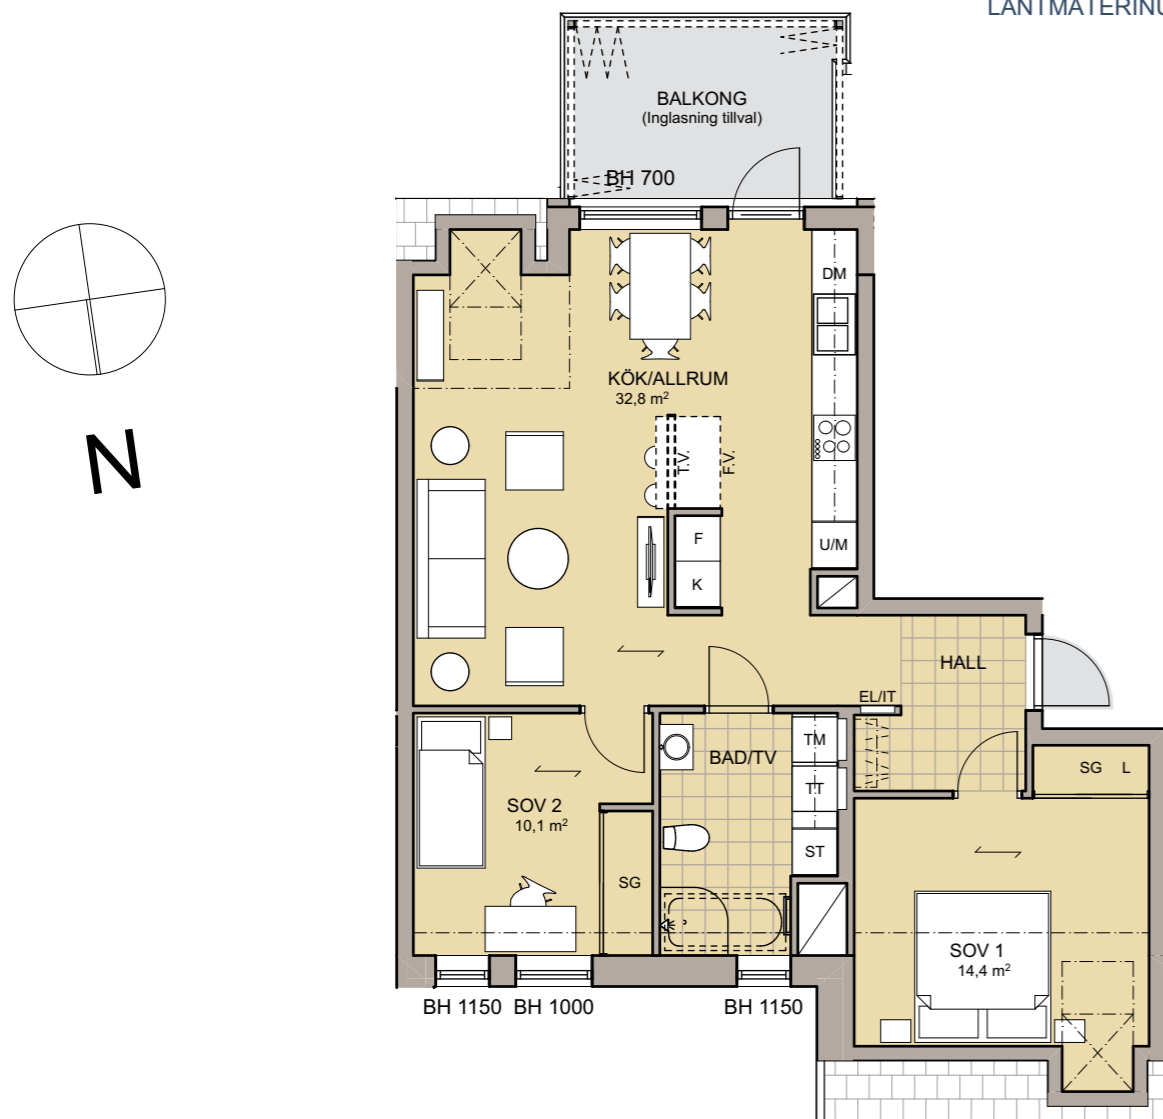 LANTMÄTERINU
BALKONG
(Inglasning tillval)
BH 700
DM
KÖK/ALLRUM
32,8 m²
T.V.
F.V.
F
U/M
K
N
HALL
EL/IT
TM
BAD/TV
SG L
TT
SOV 2
10,1 m²
ST
SG
SOV 1
14,4 m²
BH 1150 BH 1000
BH 1150